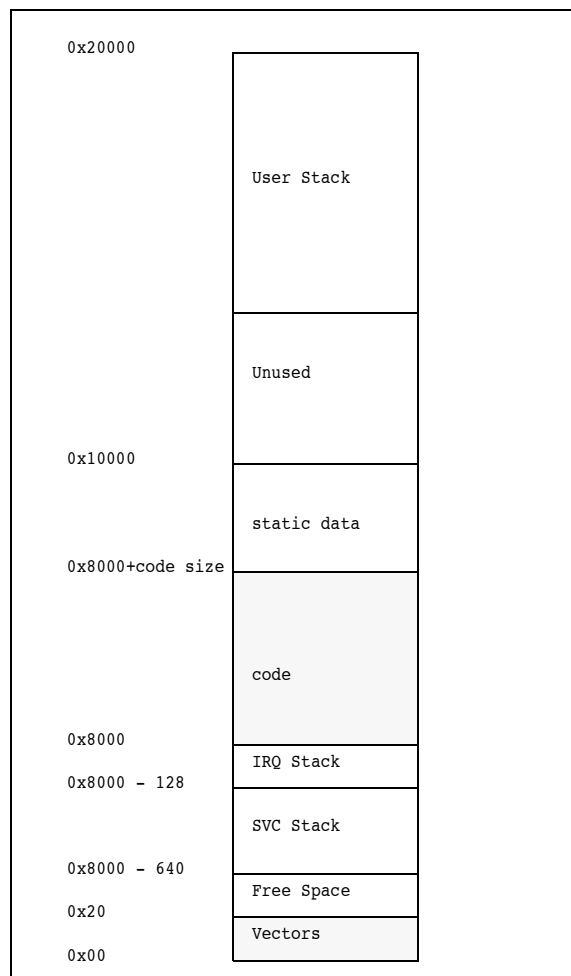 0x20000
User Stack
Unused
0x10000
static data
0x8000+code size
code
0x8000
IRQ Stack
0x8000 - 128
SVC Stack
0x8000 - 640
Free Space
0x20
Vectors
0x00